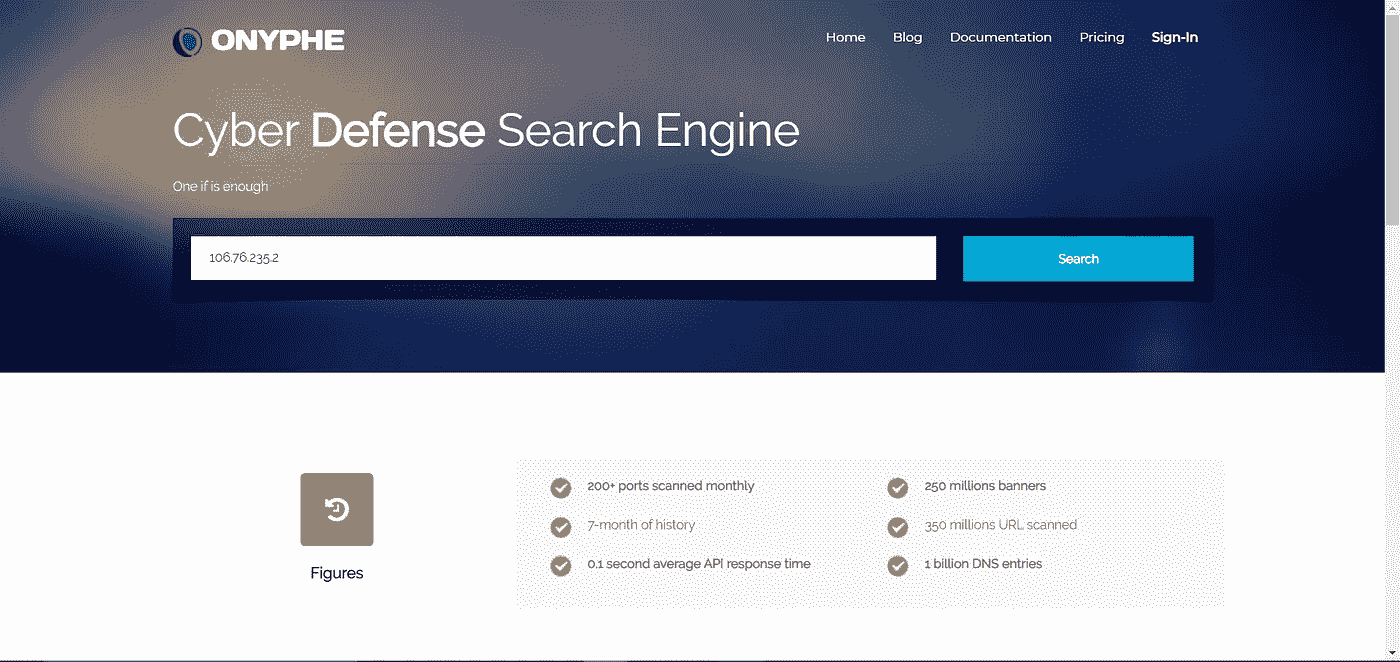 ONYPHE
Home Blog Documentation Pricing Sign-In
Cyber Defense Search Engine
One if is enough
106.76.235.2
Search
200+ ports scanned monthly
250 millions banners
7-month of history
350 millions URL scanned
0.1 second average API response time
1 billion DNS entries
Figures